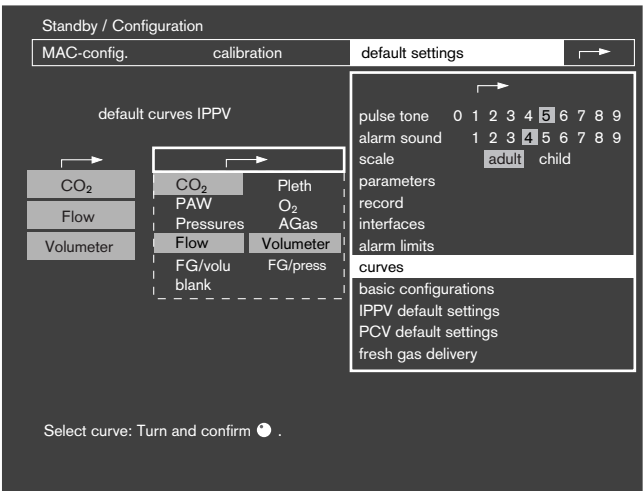 Standby / Configuration
MAC-config. calibration default settings
default curves IPPV
CO₂
Flow
Volumeter
CO₂ Pleth
PAW O₂
Pressures AGas
Flow Volumeter
FG/volu FG/press
blank
pulse tone 0 1 2 3 4 5 6 7 8 9
alarm sound 1 2 3 4 5 6 7 8 9
scale adult child
parameters
record
interfaces
alarm limits
curves
basic configurations
IPPV default settings
PCV default settings
fresh gas delivery
Select curve: Turn and confirm .